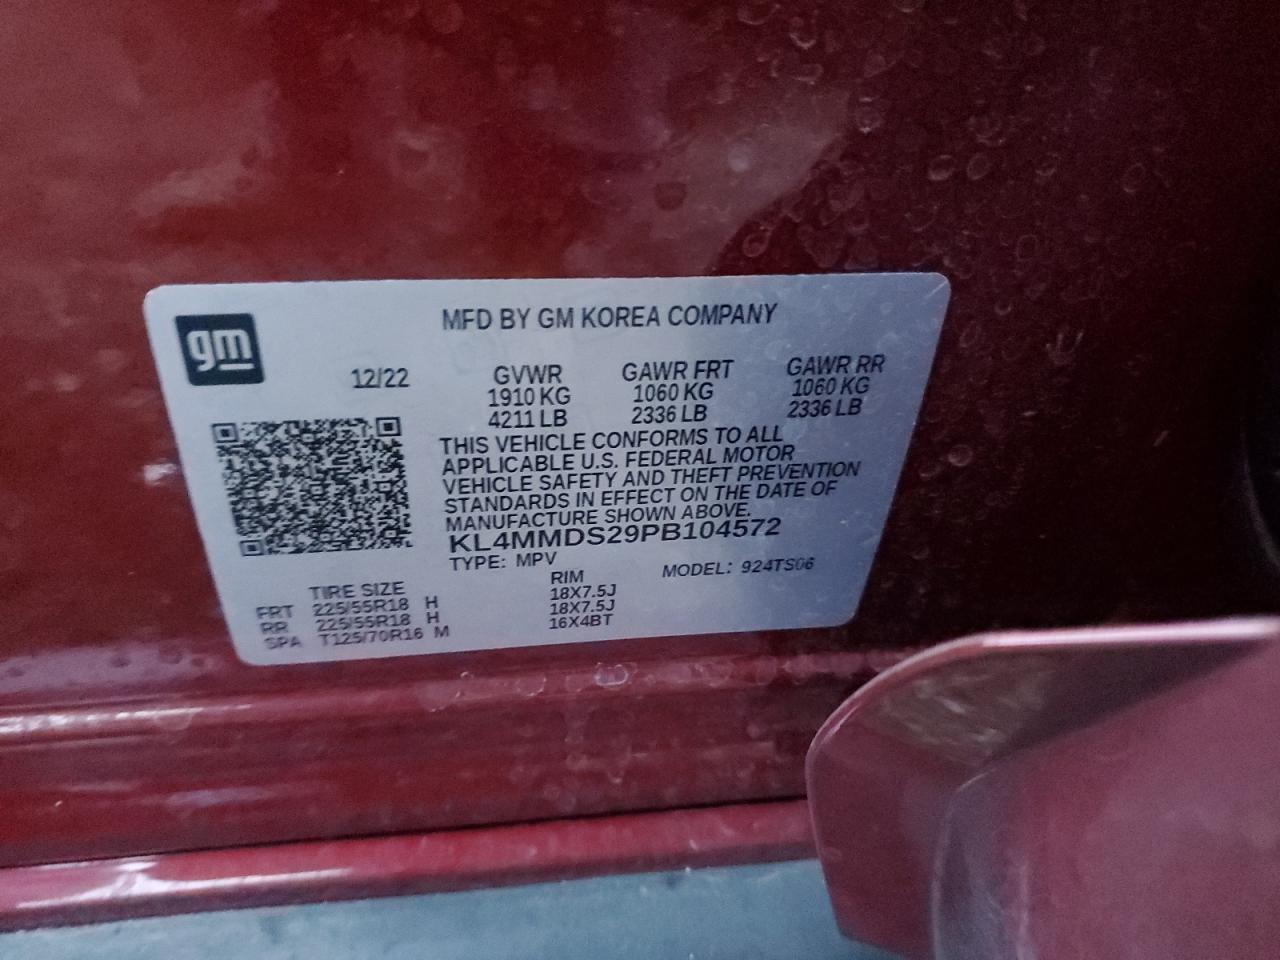 gm
MFD BY GM KOREA COMPANY
12/22 GVWR GAWR FRT GAWR RR
1910 KG 1060 KG 1060 KG
4211 LB 2336 LB 2336 LB
THIS VEHICLE CONFORMS TO ALL
APPLICABLE U.S. FEDERAL MOTOR
VEHICLE SAFETY AND THEFT PREVENTION
STANDARDS IN EFFECT ON THE DATE OF
MANUFACTURE SHOWN ABOVE.
KL4MMDS29PB104572
TYPE: MPV MODEL: 924TS06
TIRE SIZE RIM
FRT 225/55R18 H 18X7.5J
RR 225/55R18 H 18X7.5J
SPA T125/70R16 M 16X4BT